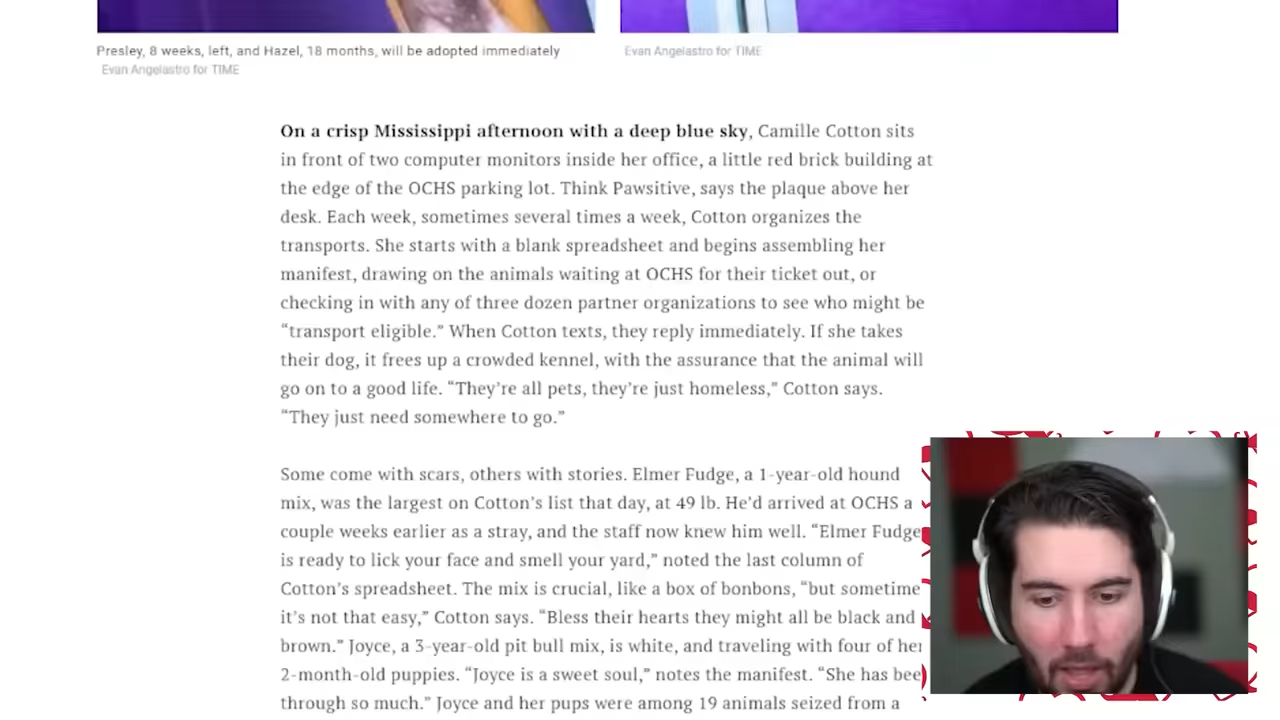 Presley, 8 weeks, left, and Hazel, 18 months, will be adopted immediately
Evan Angelastro for TIME
Evan Angelastro for TIME
On a crisp Mississippi afternoon with a deep blue sky, Camille Cotton sits
in front of two computer monitors inside her office, a little red brick building at
the edge of the OCHS parking lot. Think Pawsitive, says the plaque above her
desk. Each week, sometimes several times a week, Cotton organizes the
transports. She starts with a blank spreadsheet and begins assembling her
manifest, drawing on the animals waiting at OCHS for their ticket out, or
checking in with any of three dozen partner organizations to see who might be
“transport eligible.” When Cotton texts, they reply immediately. If she takes
their dog, it frees up a crowded kennel, with the assurance that the animal will
go on to a good life. “They’re all pets, they’re just homeless,” Cotton says.
“They just need somewhere to go.”
Some come with scars, others with stories. Elmer Fudge, a 1-year-old hound
mix, was the largest on Cotton’s list that day, at 49 lb. He’d arrived at OCHS a
couple weeks earlier as a stray, and the staff now knew him well. “Elmer Fudge
is ready to lick your face and smell your yard,” noted the last column of
Cotton’s spreadsheet. The mix is crucial, like a box of bonbons, “but sometime
it’s not that easy,” Cotton says. “Bless their hearts they might all be black and
brown.” Joyce, a 3-year-old pit bull mix, is white, and traveling with four of her
2-month-old puppies. “Joyce is a sweet soul,” notes the manifest. “She has bee
through so much.” Joyce and her pups were among 19 animals seized from a